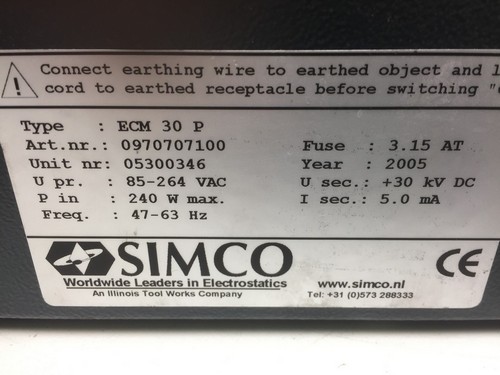 Connect earthing wire to earthed object and
cord to earthed receptacle before switching "
Type : ECM 30 P
Art.nr.: 0970707100 Fuse : 3.15 AT
Unit nr: 05300346 Year : 2005
U pr. : 85-264 VAC U sec.: +30 kV DC
P in : 240 W max. I sec.: 5.0 mA
Freq. : 47-63 Hz
SIMCO CE
Worldwide Leaders in Electrostatics www.simco.nl
An Illinois Tool Works Company Tel: +31 (0)573 288333